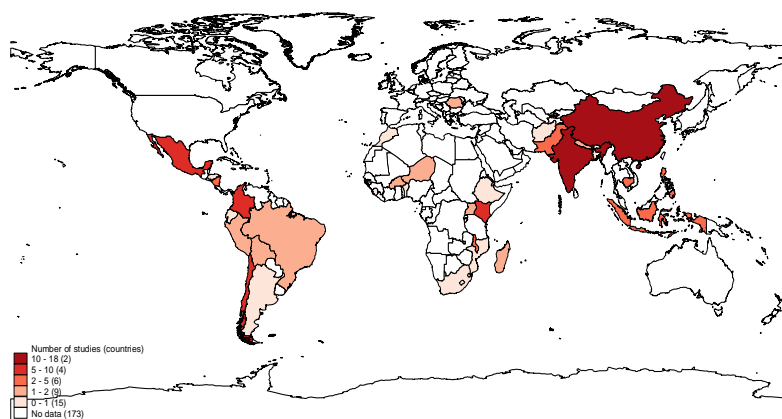 Number of studies (countries)
10 - 18 (2)
5 - 10 (4)
2 - 5 (6)
1 - 2 (9)
0 - 1 (15)
No data (173)